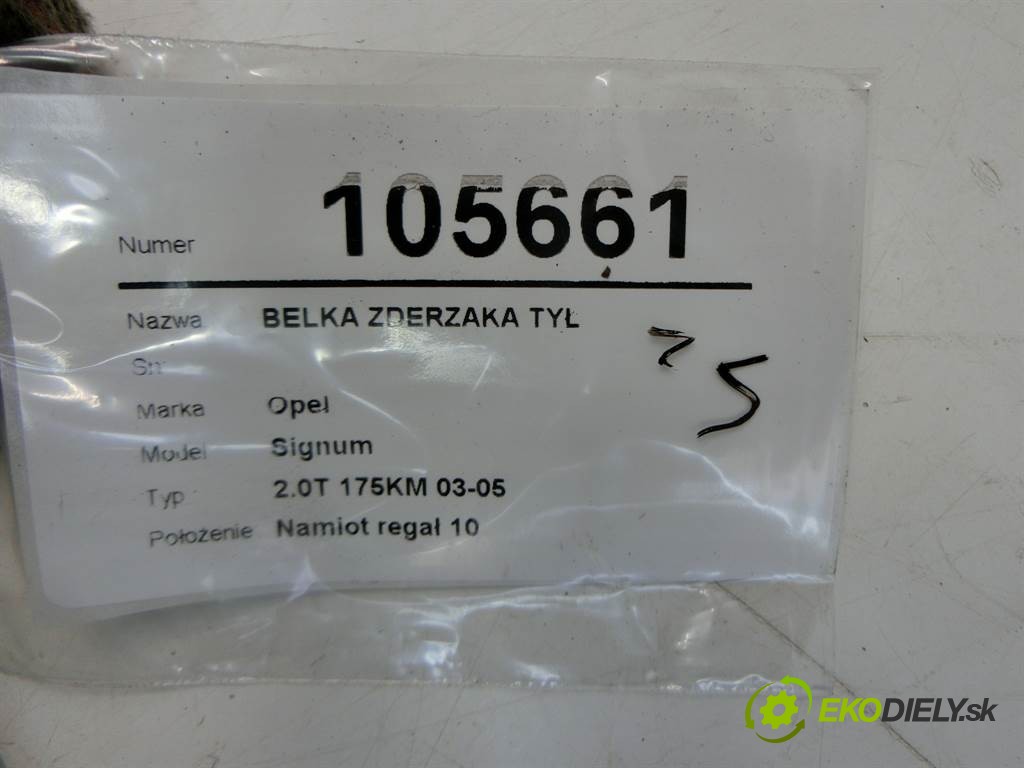 Numer 105661
Nazwa BELKA ZDERZAKA TYŁ
Sn
Marka Opel
Model Signum
Typ 2.0T 175KM 03-05
Położenie Namiot regał 10
EKODIELY.sk